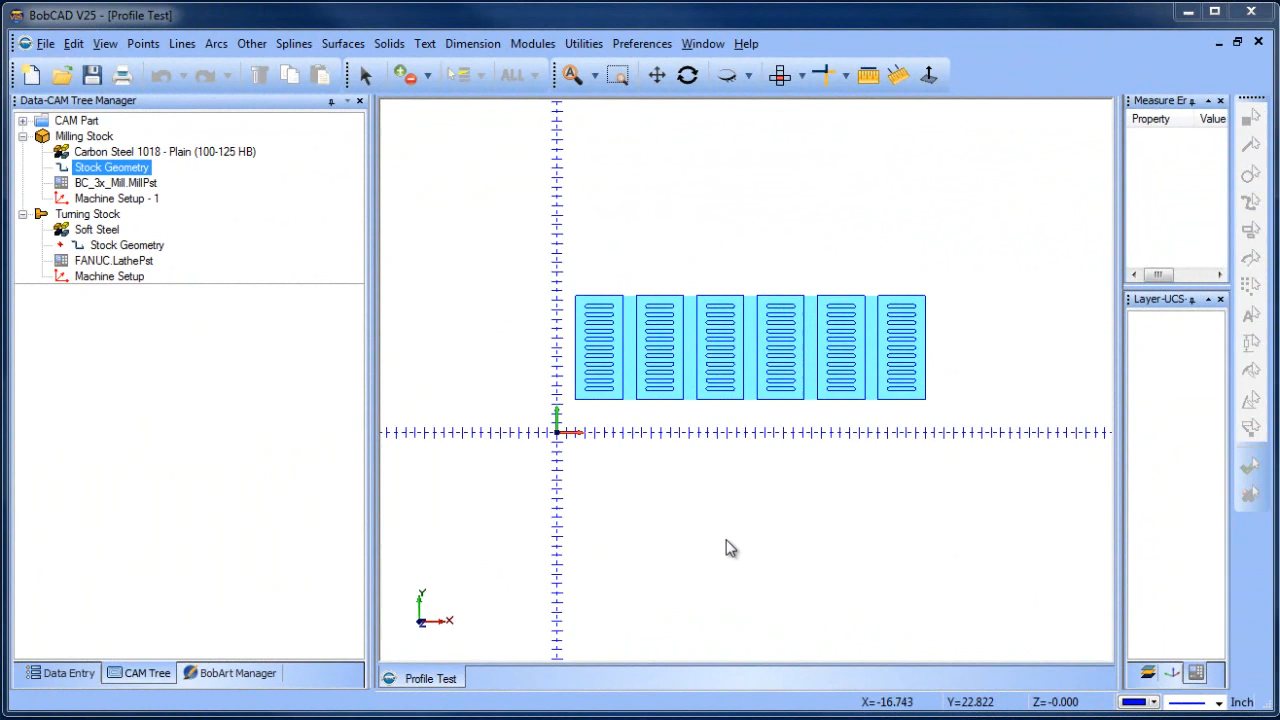 BobCAD V25 - [Profile Test]
File Edit View Points Lines Arcs Other Splines Surfaces Solids Text Dimension Modules Utilities Preferences Window Help
ALL
Data-CAM Tree Manager
CAM Part
Milling Stock
Carbon Steel 1018 - Plain (100-125 HB)
Stock Geometry
BC_3x_Mill.MillPst
Machine Setup - 1
Turning Stock
Soft Steel
Stock Geometry
FANUC.LathePst
Machine Setup
Data Entry CAM Tree BobArt Manager
Y
X
Z
Profile Test
Measure Er
Property Value
Layer-UCS-
X=-16.743 Y=22.822 Z=-0.000 Inch